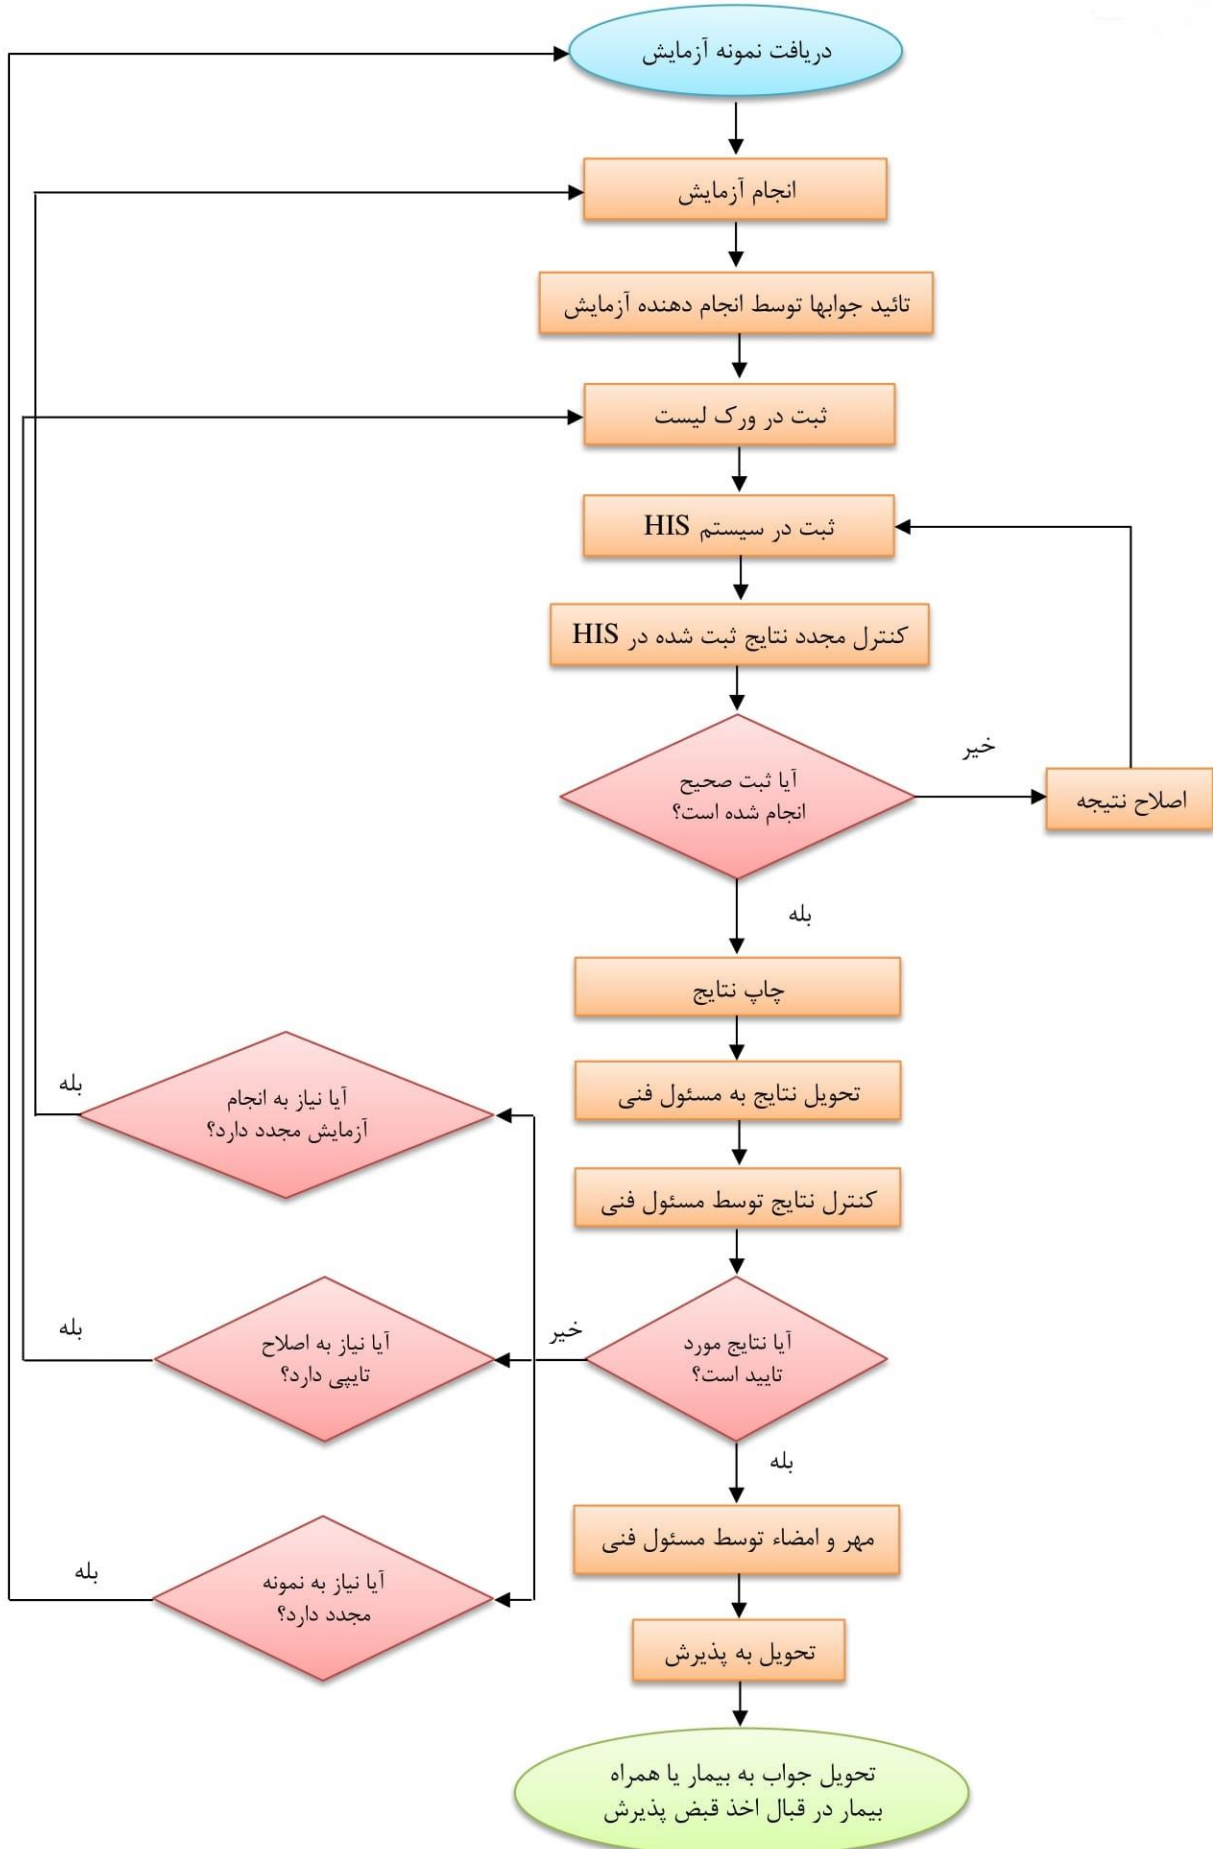 دریافت نمونه آزمایش
انجام آزمایش
تائید جوابها توسط انجام دهنده آزمایش
ثبت در ورک لیست
ثبت در سیستم HIS
کنترل مجدد نتایج ثبت شده در HIS
آیا ثبت صحیح
انجام شده است؟
خیر
اصلاح نتیجه
بله
چاپ نتایج
تحویل نتایج به مسئول فنی
کنترل نتایج توسط مسئول فنی
آیا نتایج مورد
تایید است؟
خیر
آیا نیاز به انجام
آزمایش مجدد دارد؟
بله
آیا نیاز به اصلاح
تایپی دارد؟
بله
آیا نیاز به نمونه
مجدد دارد؟
بله
بله
مهر و امضاء توسط مسئول فنی
تحویل به پذیرش
تحویل جواب به بیمار یا همراه
بیمار در قبال اخذ قبض پذیرش